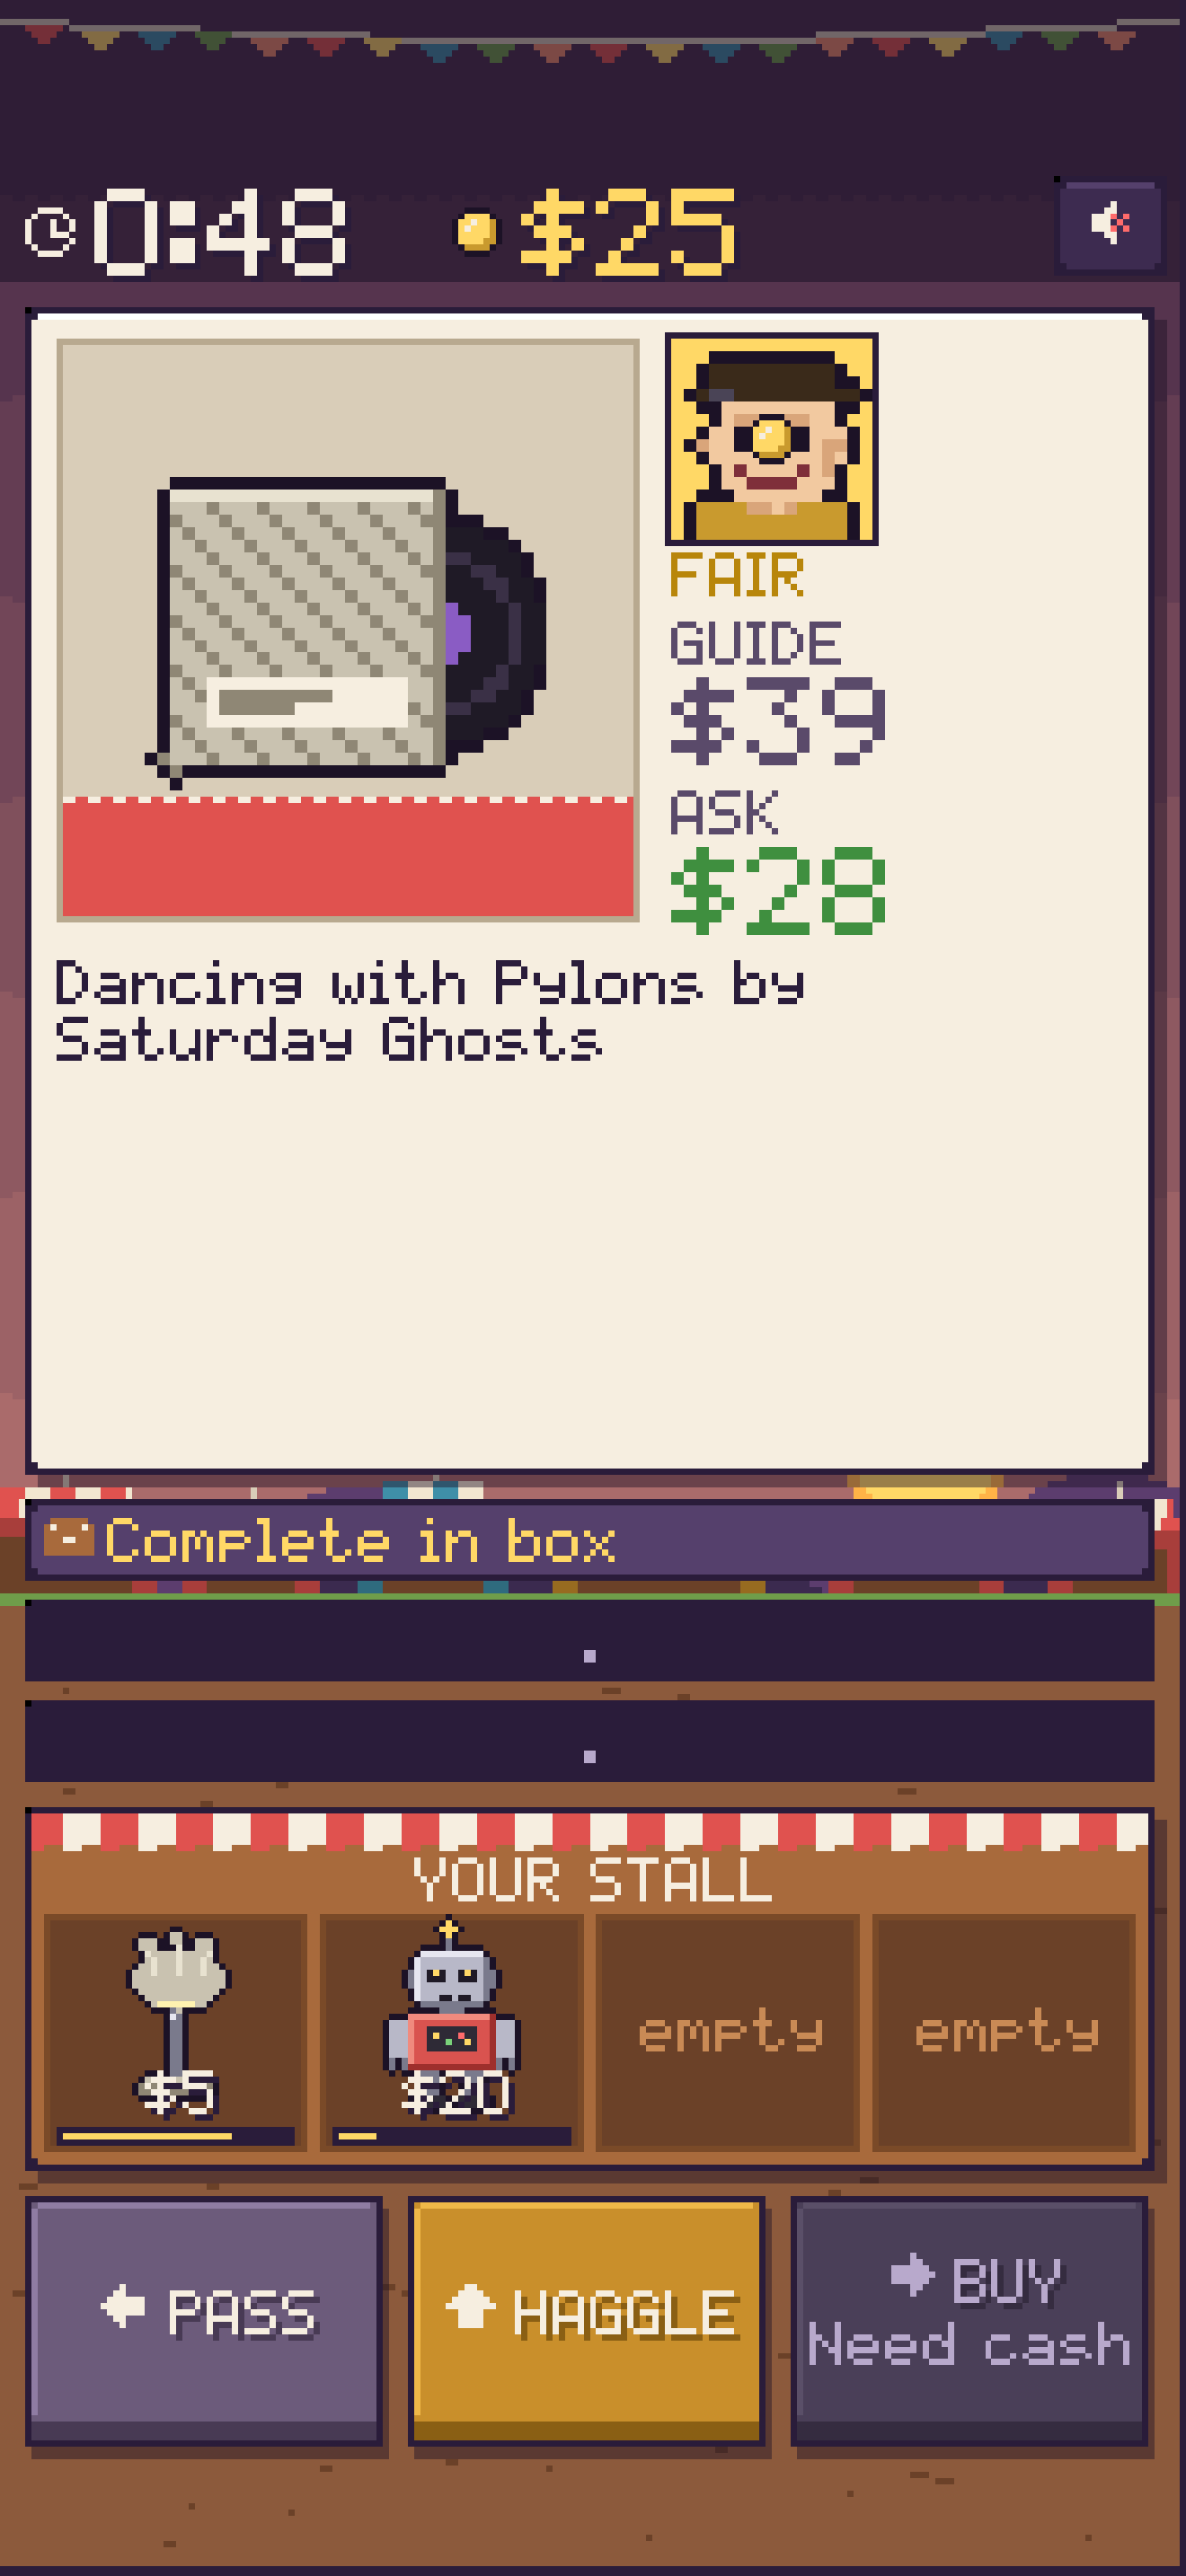 0:48
$25
FAIR
GUIDE
$39
ASK
$28
Dancing with Pylons by
Saturday Ghosts
Complete in box
YOUR STALL
$20
empty
empty
PASS
HAGGLE
BUY
Need cash